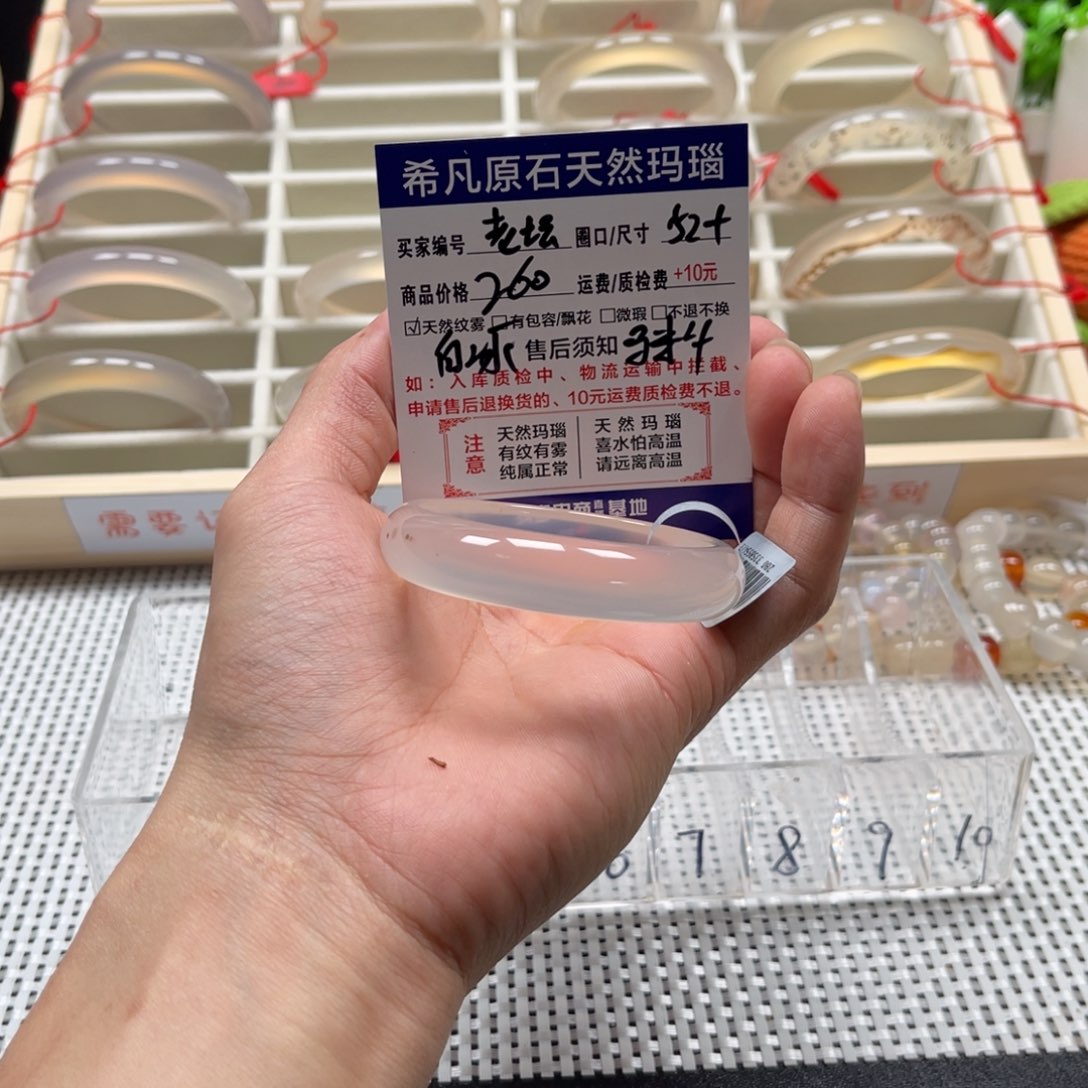 希凡原石天然玛瑙
买家编号 老坛 圈口/尺寸 52+
商品价格 260 运费/质检费 +10元
☑天然纹雾 □有包容/飘花 □微瑕 □不退不换
白冰 售后须知
如：入库质检中、物流运输中拦截、
申请售后退换货的、10元运费质检费不退。
注意
天然玛瑙
有纹有雾
纯属正常
天然玛瑙
喜水怕高温
请远离高温
基地
需要
到
7 8 9 10